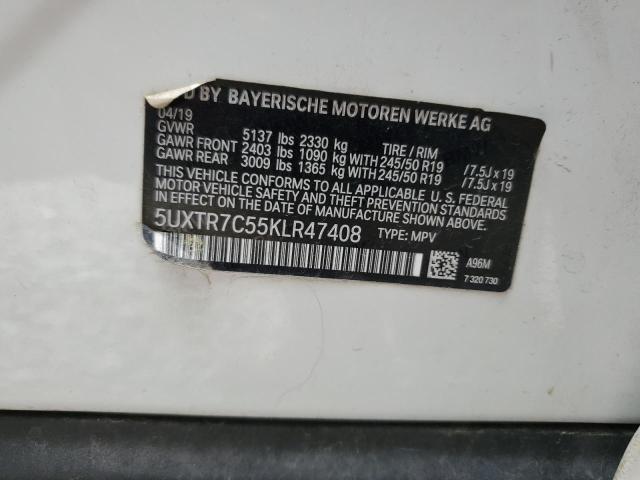 D BY BAYERISCHE MOTOREN WERKE AG
04/19
GVWR 5137 lbs 2330 kg TIRE / RIM
GAWR FRONT 2403 lbs 1090 kg WITH 245/50 R19 / 7.5J x 19
GAWR REAR 3009 lbs 1365 kg WITH 245/50 R19 / 7.5J x 19
THIS VEHICLE CONFORMS TO ALL APPLICABLE U.S. FEDERAL
MOTOR VEHICLE SAFETY AND THEFT PREVENTION STANDARDS
IN EFFECT ON THE DATE OF MANUFACTURE SHOWN ABOVE.
5UXTR7C55KLR47408 TYPE: MPV
A96M
7 320 730